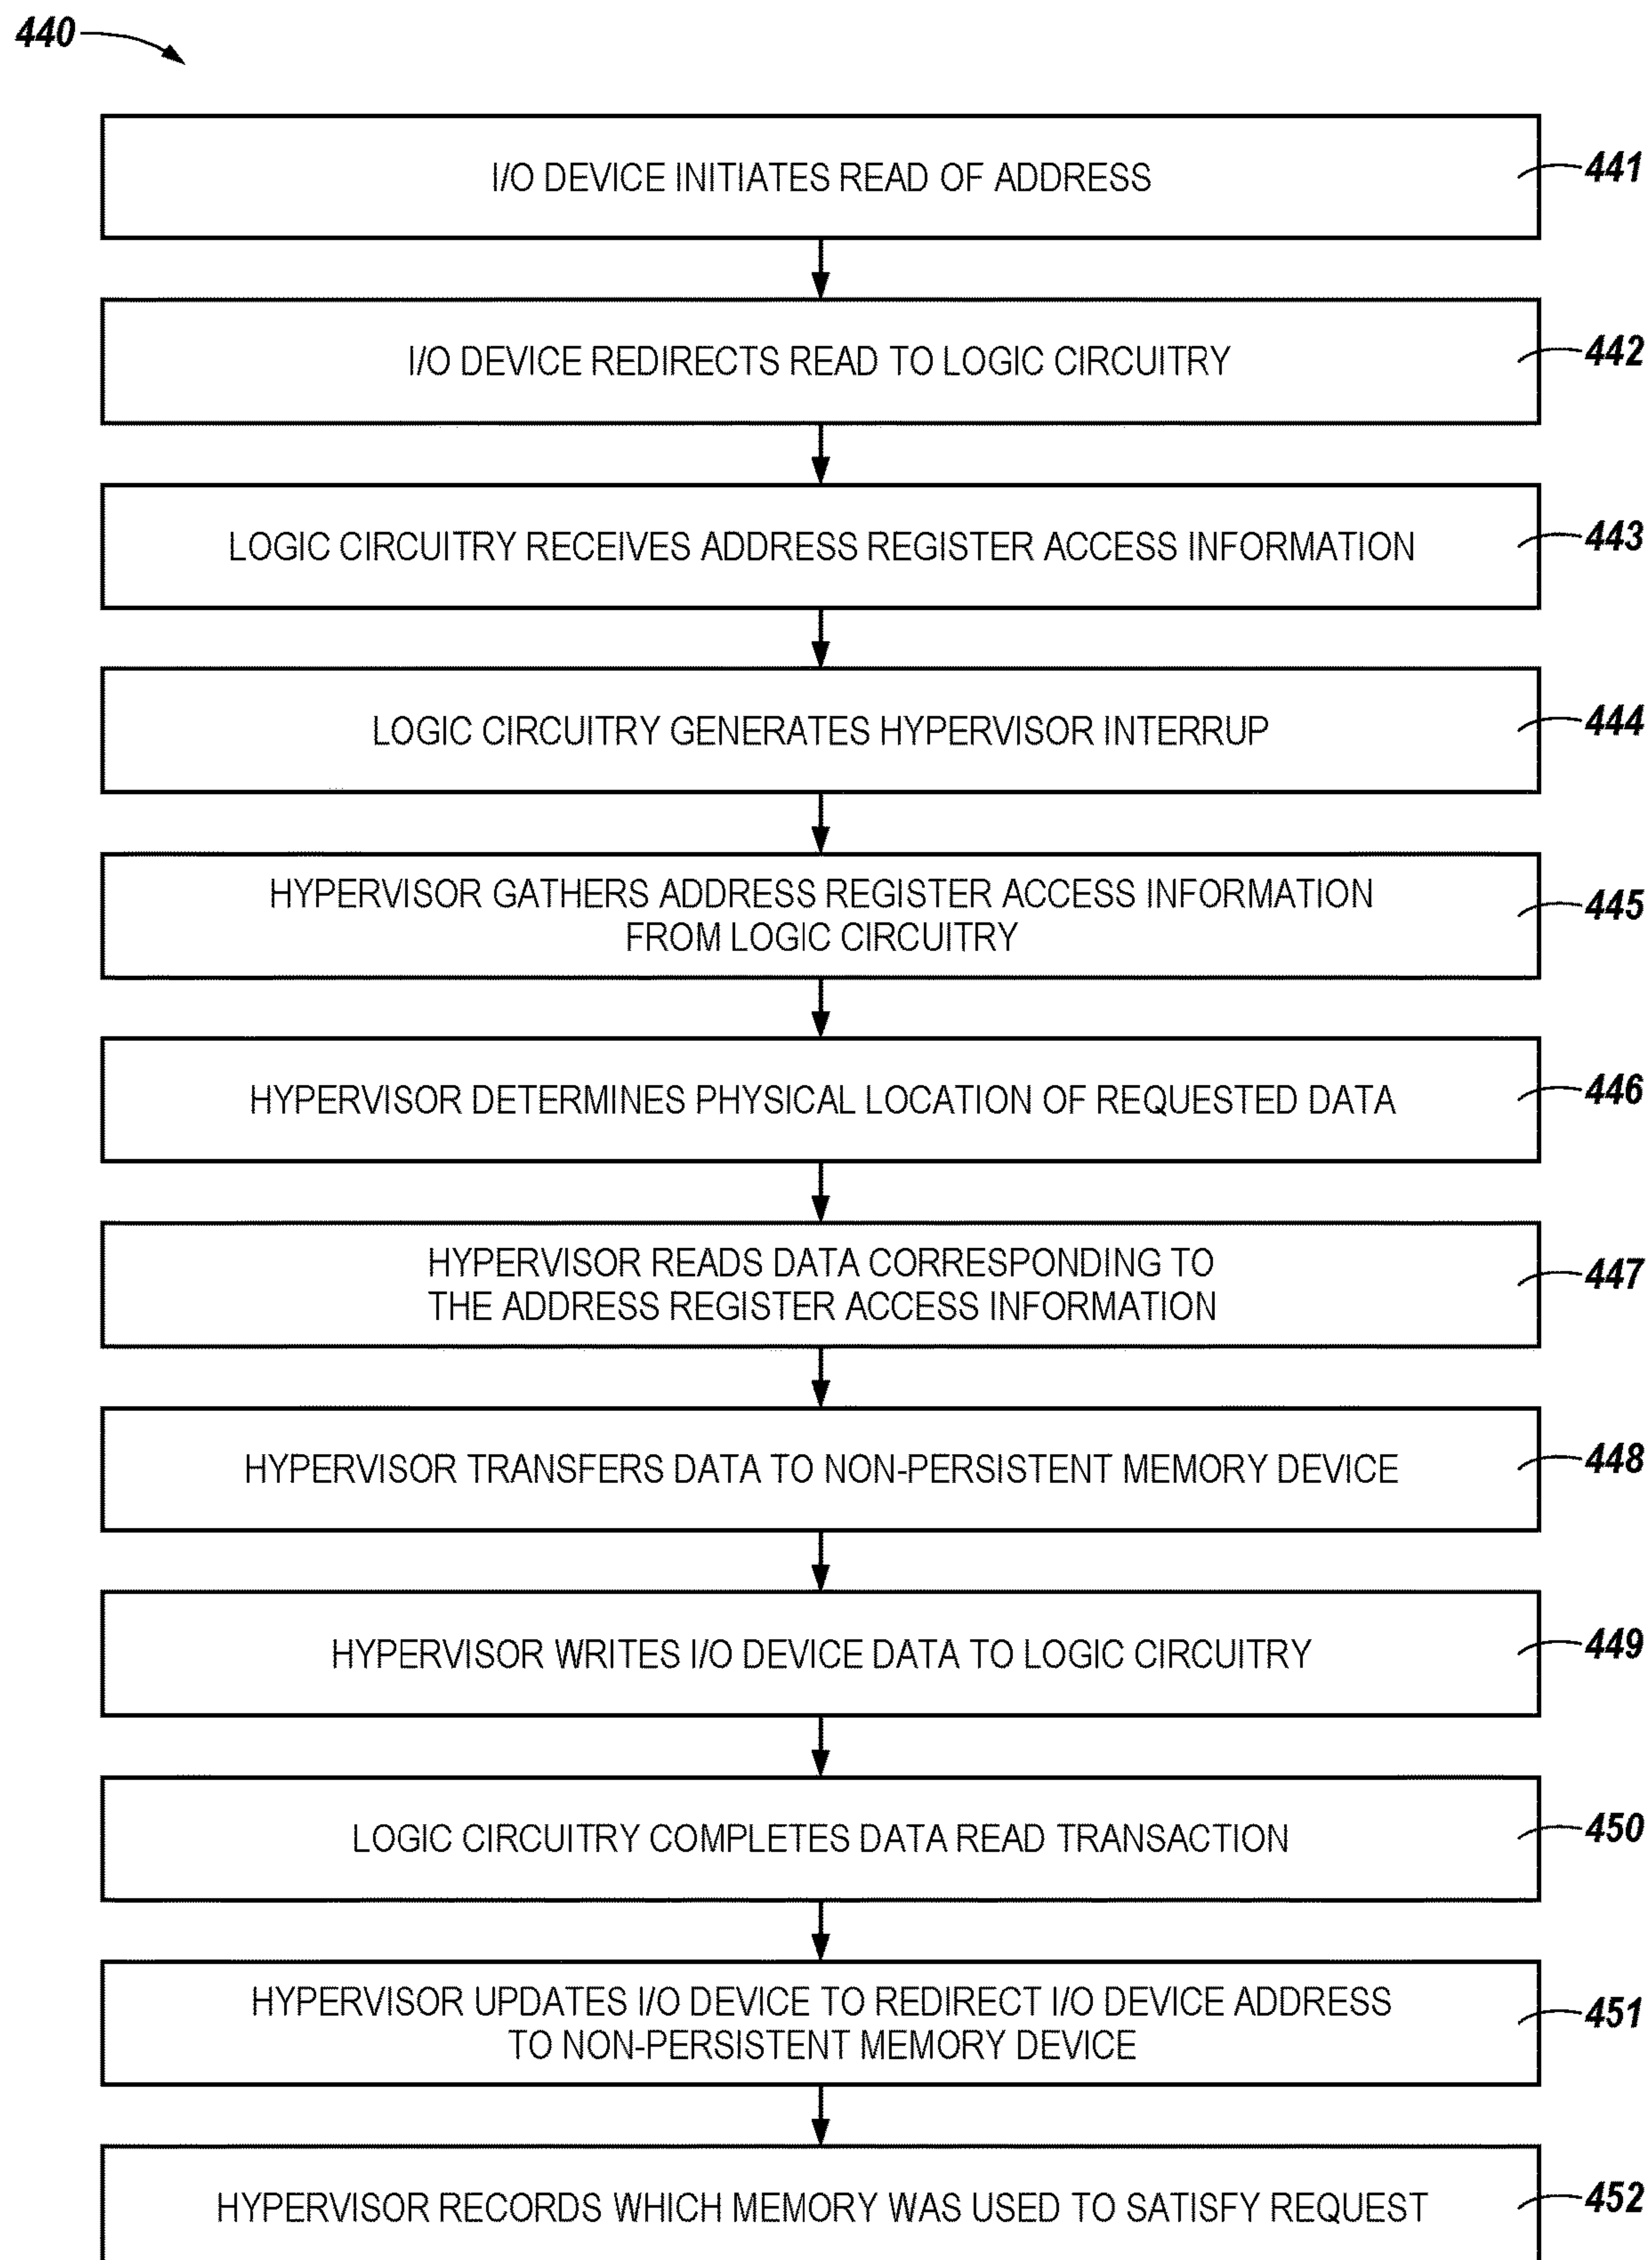 440
I/O DEVICE INITIATES READ OF ADDRESS
441
I/O DEVICE REDIRECTS READ TO LOGIC CIRCUITRY
442
LOGIC CIRCUITRY RECEIVES ADDRESS REGISTER ACCESS INFORMATION
443
LOGIC CIRCUITRY GENERATES HYPERVISOR INTERRUP
444
HYPERVISOR GATHERS ADDRESS REGISTER ACCESS INFORMATION
FROM LOGIC CIRCUITRY
445
HYPERVISOR DETERMINES PHYSICAL LOCATION OF REQUESTED DATA
446
HYPERVISOR READS DATA CORRESPONDING TO
THE ADDRESS REGISTER ACCESS INFORMATION
447
HYPERVISOR TRANSFERS DATA TO NON-PERSISTENT MEMORY DEVICE
448
HYPERVISOR WRITES I/O DEVICE DATA TO LOGIC CIRCUITRY
449
LOGIC CIRCUITRY COMPLETES DATA READ TRANSACTION
450
HYPERVISOR UPDATES I/O DEVICE TO REDIRECT I/O DEVICE ADDRESS
TO NON-PERSISTENT MEMORY DEVICE
451
HYPERVISOR RECORDS WHICH MEMORY WAS USED TO SATISFY REQUEST
452